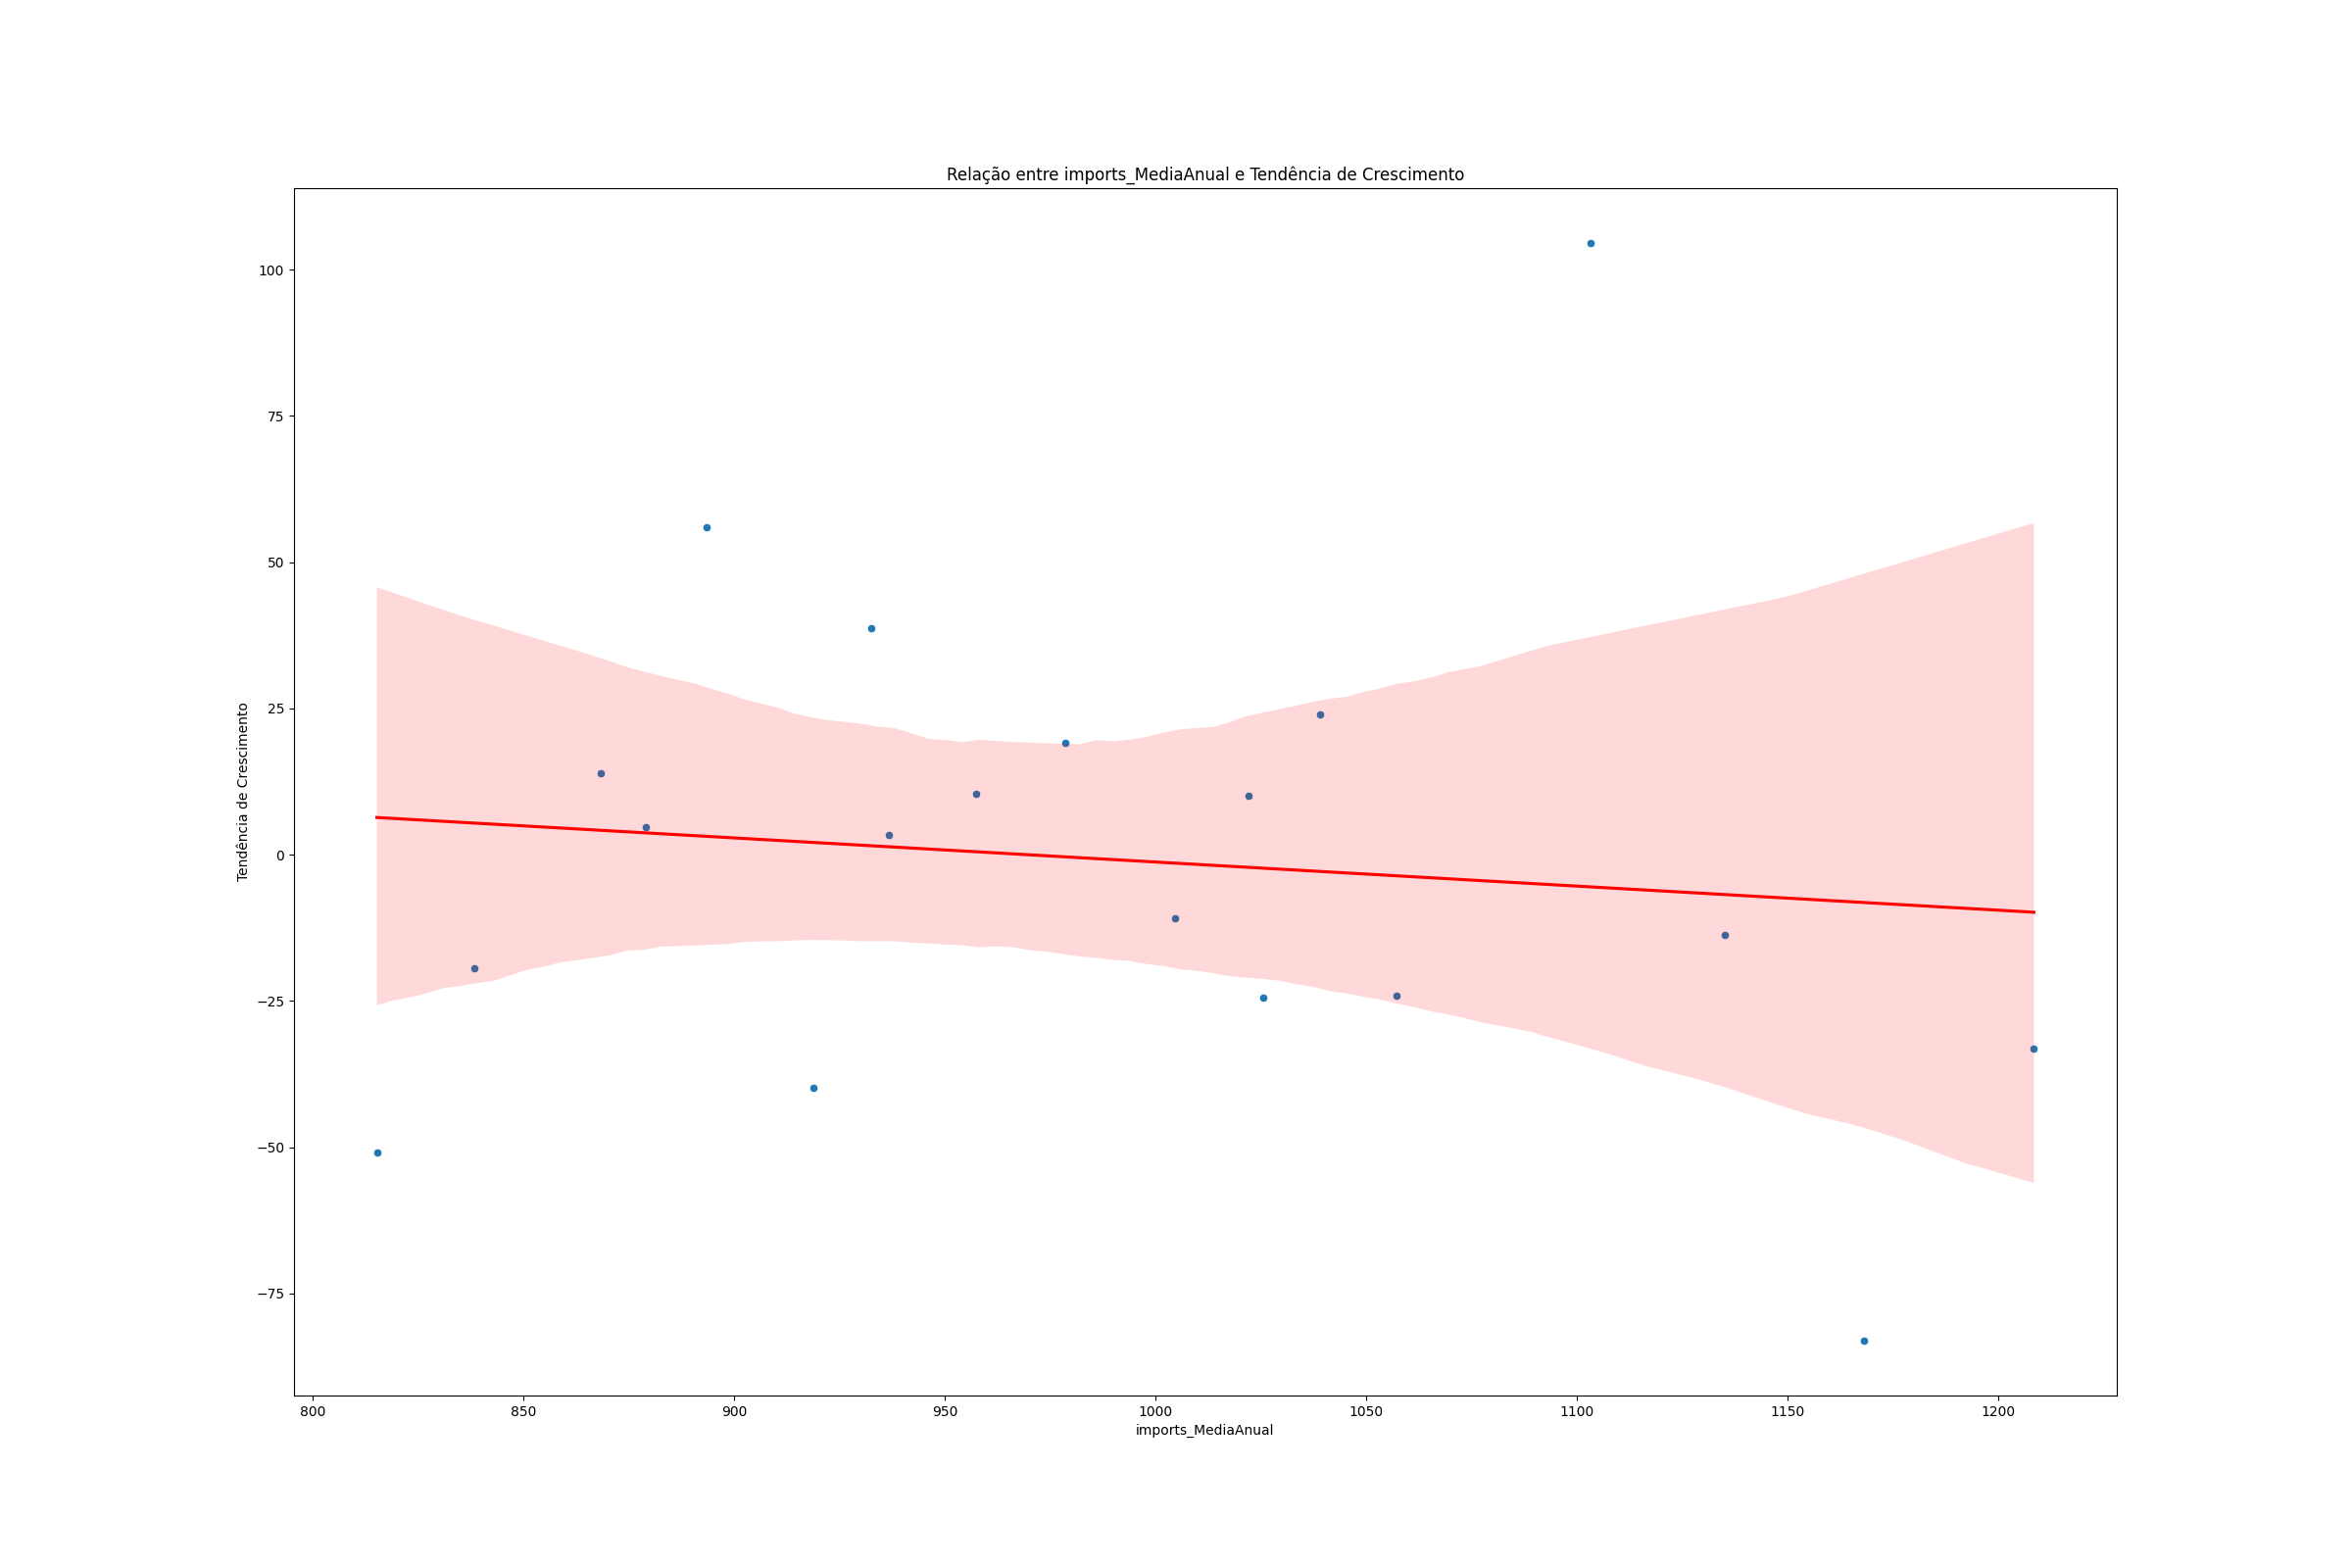 Relação entre imports_MediaAnual e Tendência de Crescimento
100
75
50
25
0
−25
−50
−75
Tendência de Crescimento
800 850 900 950 1000 1050 1100 1150 1200
imports_MediaAnual